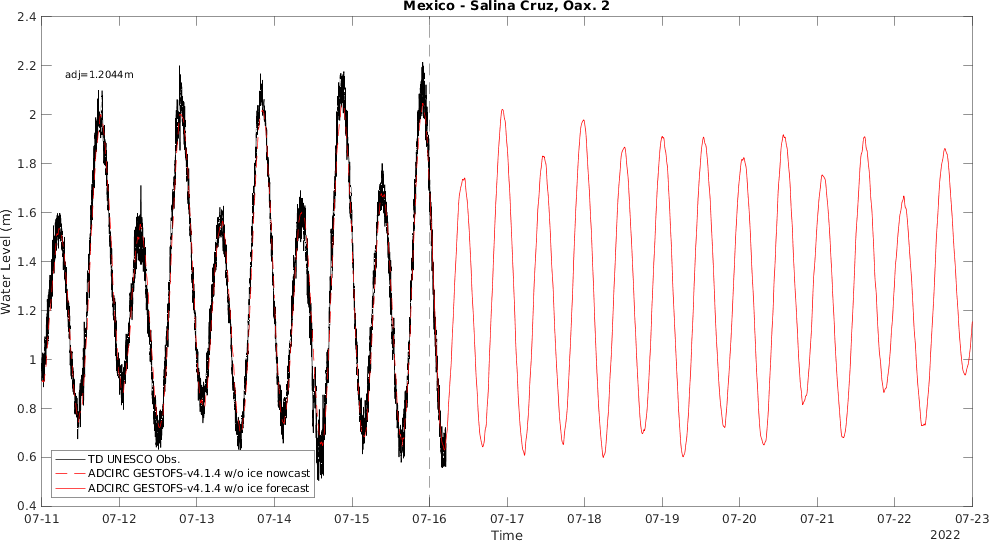 Mexico - Salina Cruz, Oax. 2
adj=1.2044m
Water Level (m)
2.4
2.2
2
1.8
1.6
1.4
1.2
1
0.8
0.6
0.4
TD UNESCO Obs.
ADCIRC GESTOFS-v4.1.4 w/o ice nowcast
ADCIRC GESTOFS-v4.1.4 w/o ice forecast
07-11 07-12 07-13 07-14 07-15 07-16 07-17 07-18 07-19 07-20 07-21 07-22 07-23
Time
2022